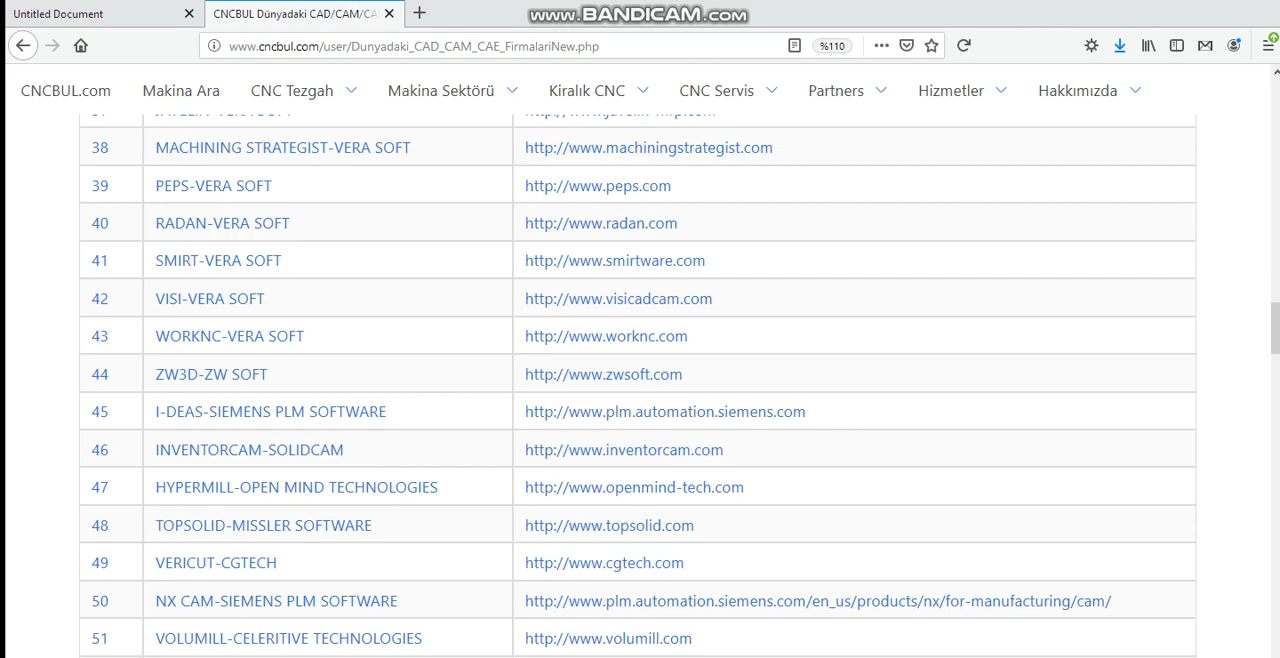 Untitled Document
CNCBUL Dünyadaki CAD/CAM/CA
www.BANDICAM.com
www.cncbul.com/user/Dunyadaki_CAD_CAM_CAE_FirmalariNew.php
%110
CNCBUL.com Makina Ara CNC Tezgah Makina Sektörü Kiralık CNC CNC Servis Partners Hizmetler Hakkımızda
38 MACHINING STRATEGIST-VERA SOFT http://www.machiningstrategist.com
39 PEPS-VERA SOFT http://www.peps.com
40 RADAN-VERA SOFT http://www.radan.com
41 SMIRT-VERA SOFT http://www.smirtware.com
42 VISI-VERA SOFT http://www.visicadcam.com
43 WORKNC-VERA SOFT http://www.worknc.com
44 ZW3D-ZW SOFT http://www.zwsoft.com
45 I-DEAS-SIEMENS PLM SOFTWARE http://www.plm.automation.siemens.com
46 INVENTORCAM-SOLIDCAM http://www.inventorcam.com
47 HYPERMILL-OPEN MIND TECHNOLOGIES http://www.openmind-tech.com
48 TOPSOLID-MISSLER SOFTWARE http://www.topsolid.com
49 VERICUT-CGTECH http://www.cgtech.com
50 NX CAM-SIEMENS PLM SOFTWARE http://www.plm.automation.siemens.com/en_us/products/nx/for-manufacturing/cam/
51 VOLUMILL-CELERITIVE TECHNOLOGIES http://www.volumill.com